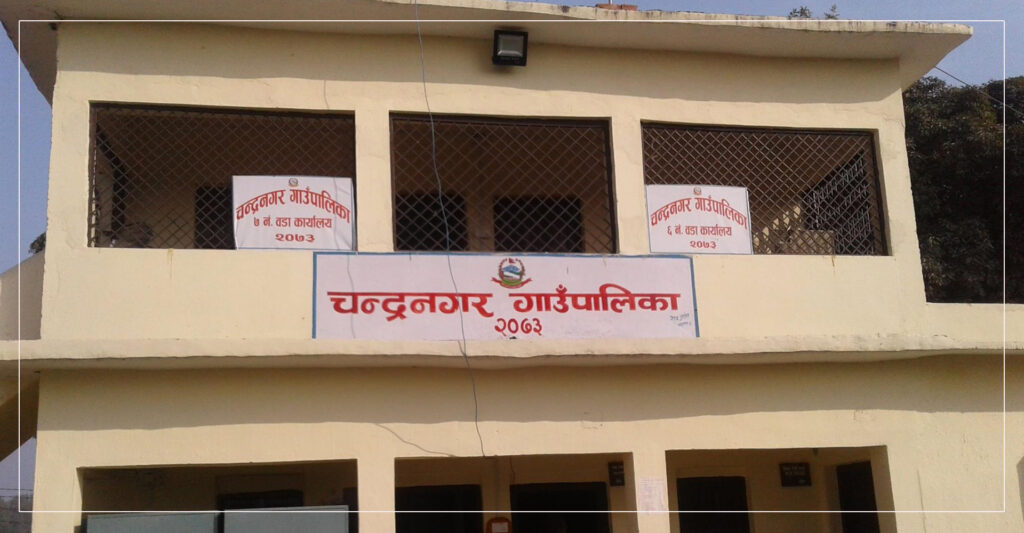 चन्द्रनगर गाउँपालिका
७ नं. वडा कार्यालय
२०७३
चन्द्रनगर गाउँपालिका
६ नं. वडा कार्यालय
२०७३
चन्द्रनगर गाउँपालिका
२०७३